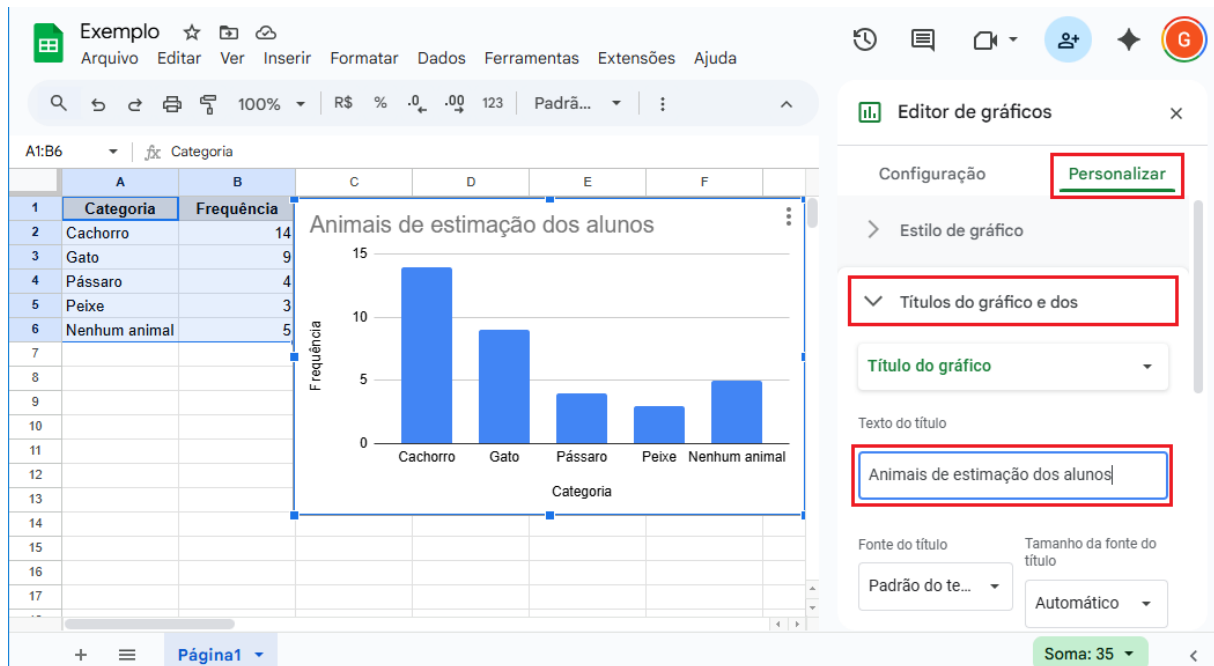 Exemplo
Arquivo Editar Ver Inserir Formatar Dados Ferramentas Extensões Ajuda
G
100% R$ % .0 .00 123 Padrã...
A1:B6 fx Categoria
A B C D E F
1 Categoria Frequência
2 Cachorro 14
3 Gato 9
4 Pássaro 4
5 Peixe 3
6 Nenhum animal 5
7
8
9
10
11
12
13
14
15
16
17
Animais de estimação dos alunos
Frequência
15
10
5
0
Cachorro Gato Pássaro Peixe Nenhum animal
Categoria
Editor de gráficos
Configuração Personalizar
Estilo de gráfico
Títulos do gráfico e dos
Título do gráfico
Texto do título
Animais de estimação dos alunos
Fonte do título
Padrão do te...
Tamanho da fonte do
título
Automático
Página1
Soma: 35